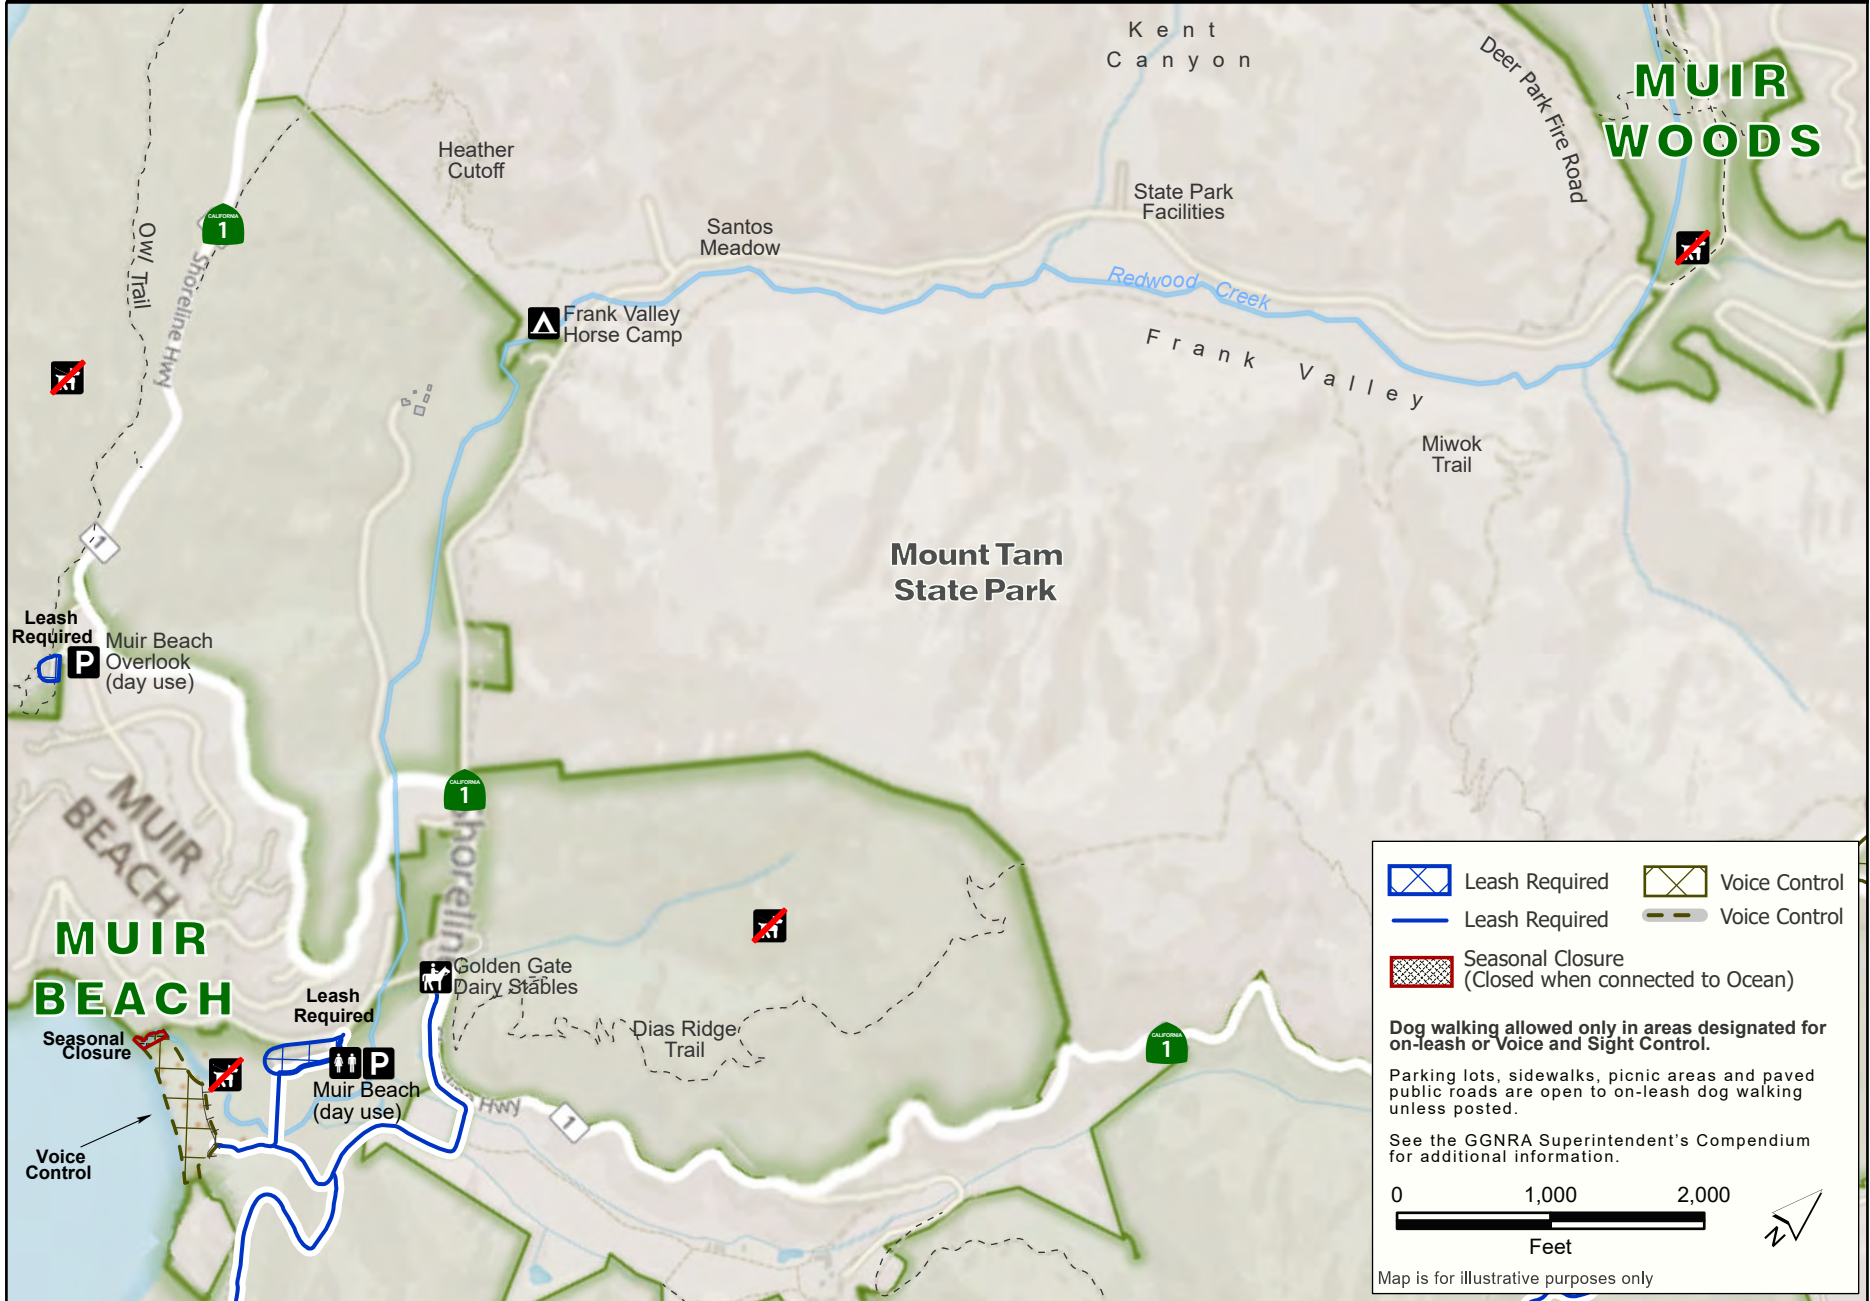 Kent
Canyon
Deer Park Fire Road
MUIR
WOODS
Heather
Cutoff
State Park
Facilities
Santos
Meadow
CALIFORNIA
1
Owl Trail
Shoreline Hwy
Redwood Creek
Frank Valley
Horse Camp
Frank Valley
Miwok
Trail
1
Mount Tam
State Park
Leash
Required
P
Muir Beach
Overlook
(day use)
MUIR
BEACH
CALIFORNIA
1
Shoreline
Hwy
MUIR
BEACH
Golden Gate
Dairy Stables
Leash
Required
Seasonal
Closure
P
Muir Beach
(day use)
Dias Ridge
Trail
CALIFORNIA
1
1
Voice
Control
Leash Required
Voice Control
Leash Required
Voice Control
Seasonal Closure
(Closed when connected to Ocean)
Dog walking allowed only in areas designated for
on-leash or Voice and Sight Control.
Parking lots, sidewalks, picnic areas and paved
public roads are open to on-leash dog walking
unless posted.
See the GGNRA Superintendent's Compendium
for additional information.
0 1,000 2,000
Feet
N
Map is for illustrative purposes only